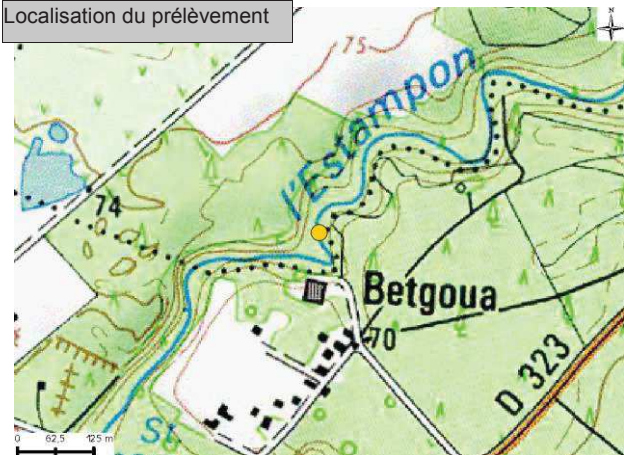 Localisation du prélèvement
N
75
l'Estampon
74
Betgoua
70
D 323
0 62,5 125 m
St